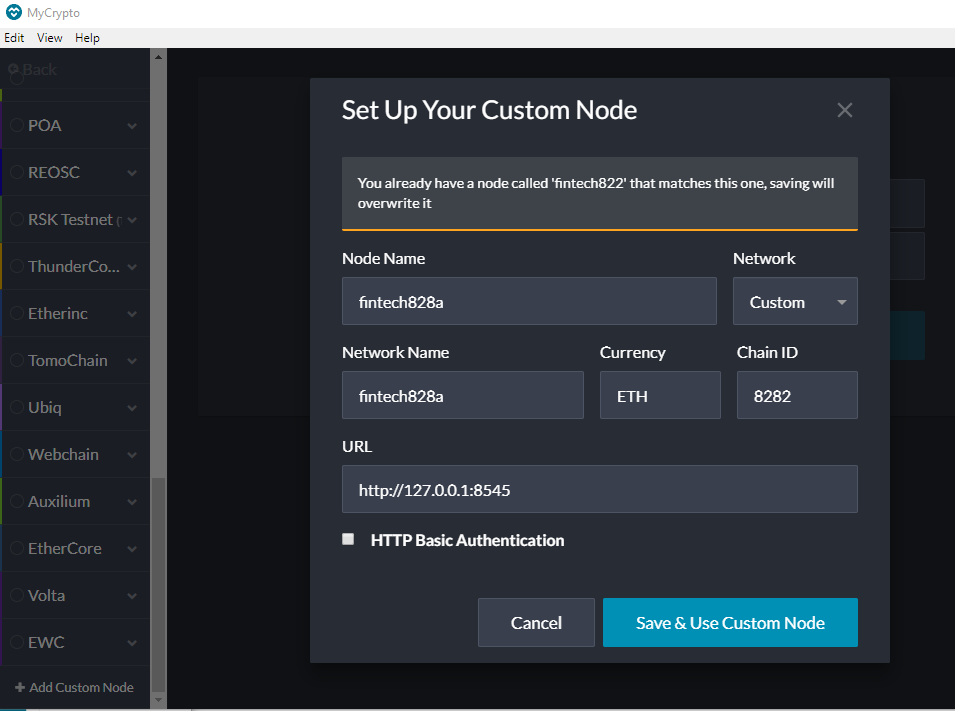 MyCrypto
Edit View Help
Back
POA
REOSC
RSK Testnet (
ThunderCo...
Etherinc
TomoChain
Ubiq
Webchain
Auxilium
EtherCore
Volta
EWC
+ Add Custom Node
Set Up Your Custom Node
You already have a node called 'fintech822' that matches this one, saving will
overwrite it
Node Name Network
fintech828a Custom
Network Name Currency Chain ID
fintech828a ETH 8282
URL
http://127.0.0.1:8545
HTTP Basic Authentication
Cancel Save & Use Custom Node